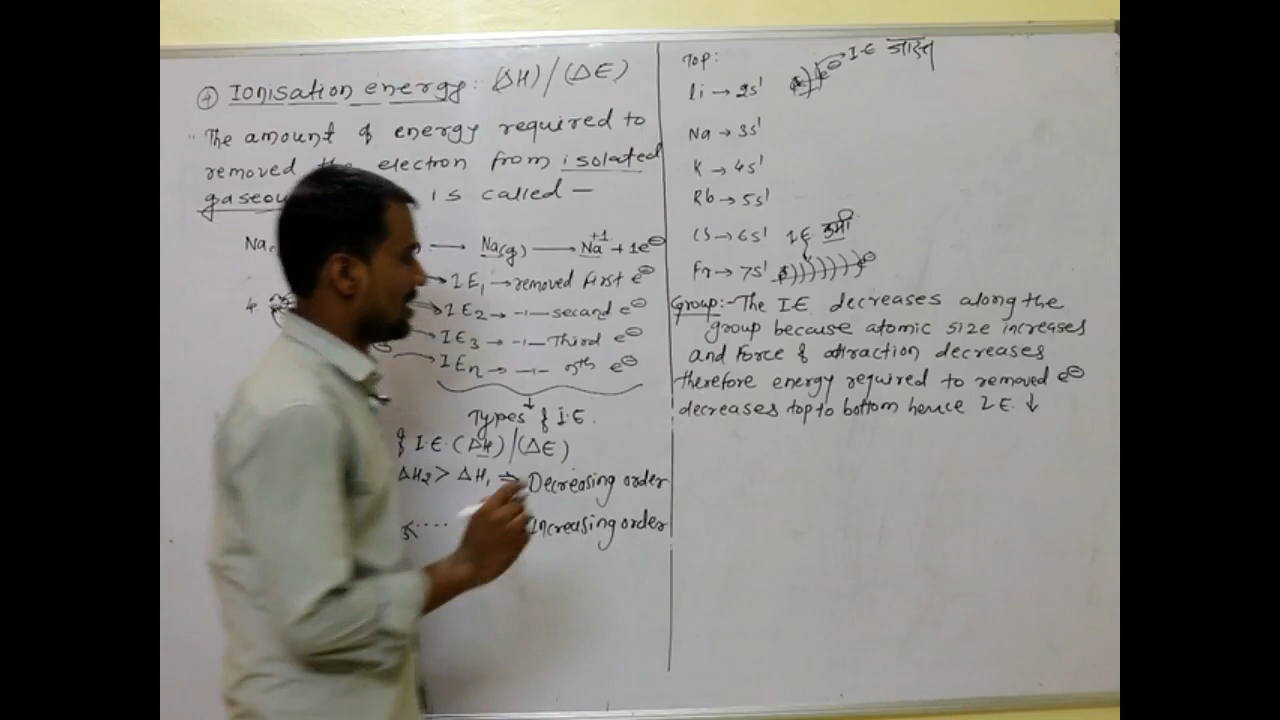 ④ Ionisation energy: (ΔH)/(ΔE)
"The amount of energy required to
removed the electron from isolated
gaseou is called —
Na → Na(g) → Na⁺¹ + 1e⊖
→ IE₁ → removed First e⊖
→ IE₂ → -॥- secand e⊖
→ IE₃ → -॥- Third e⊖
→ IEn → -॥- nth e⊖
Types of I.E.
of I.E. (ΔH)/(ΔE)
ΔH₂ > ΔH₁ ⇒ Decreasing order
<.... Increasing order
Top:
I.E जास्त
li → 2s¹
Na → 3s¹
K → 4s¹
Rb → 5s¹
Cs → 6s¹ I.E. कमी
Fr → 7s¹
Group:- The I.E decreases along the
group because atomic size increases
and Force of attraction decreases
therefore energy required to removed e⊖
decreases top to bottom hence I.E. ↓